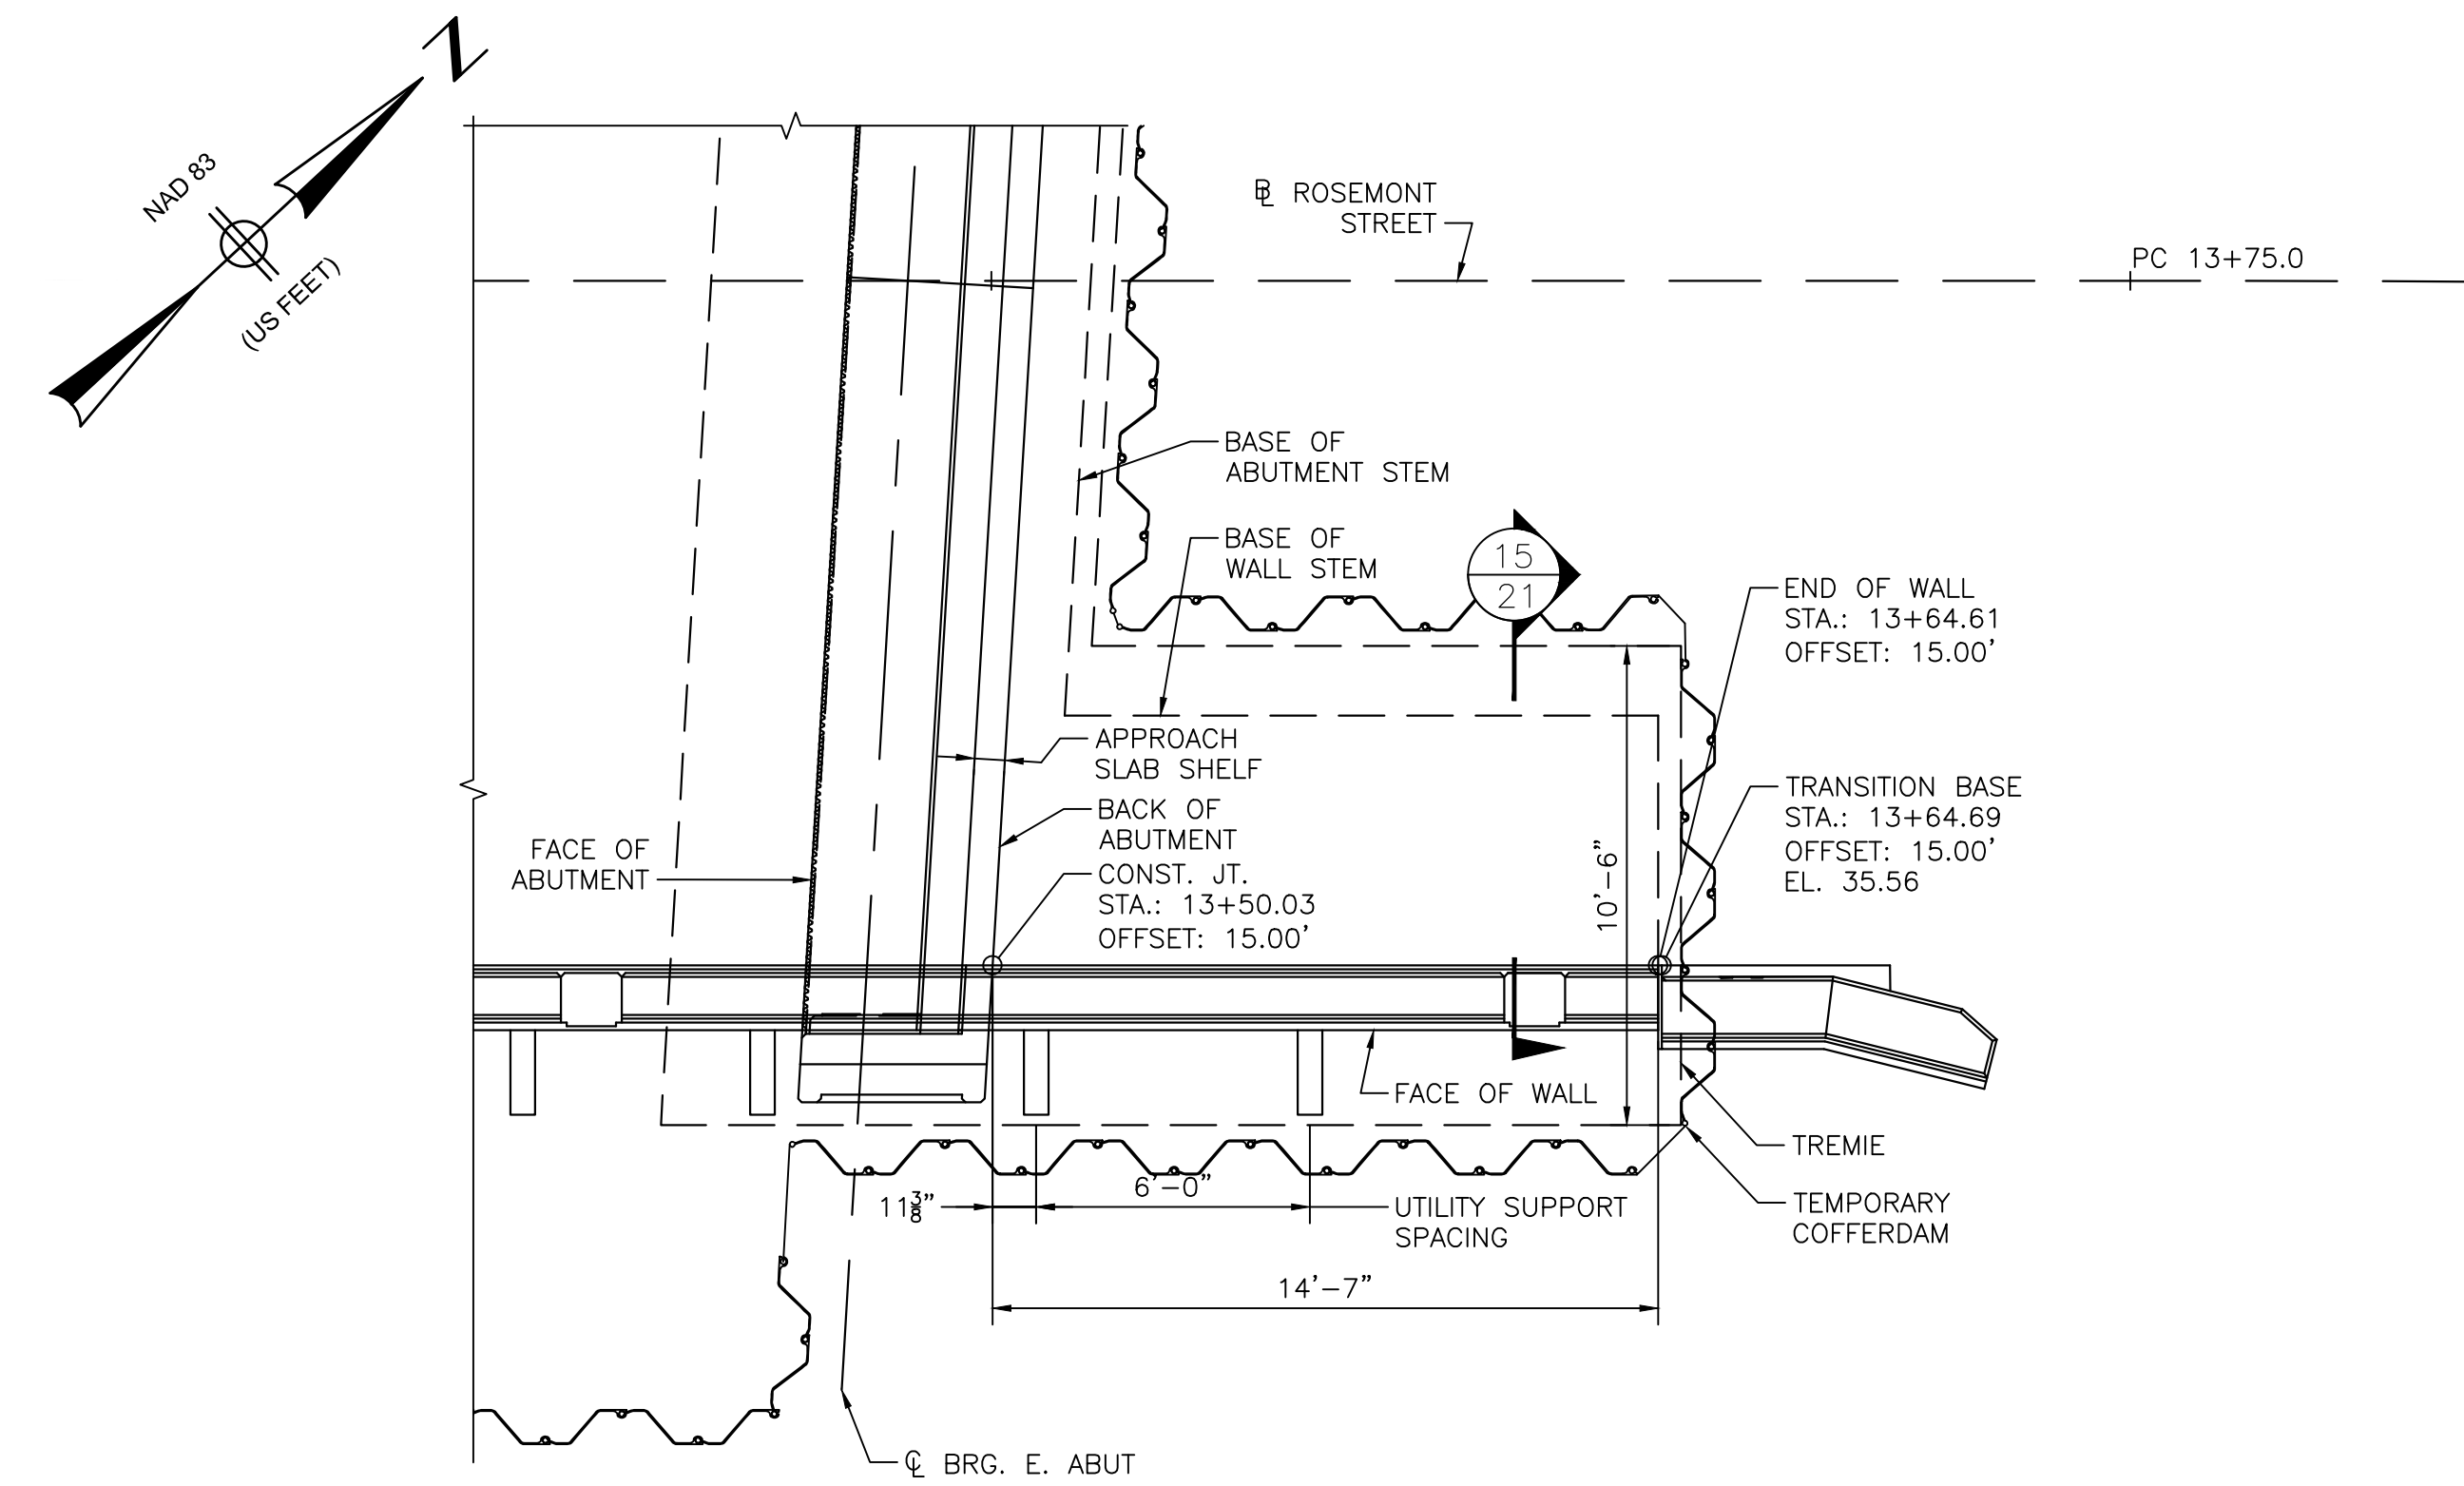 N
NAD 83
(US FEET)
℄ ROSEMONT
STREET
PC 13+75.0
BASE OF
ABUTMENT STEM
BASE OF
WALL STEM
15
21
END OF WALL
STA.: 13+64.61
OFFSET: 15.00'
APPROACH
SLAB SHELF
TRANSITION BASE
STA.: 13+64.69
OFFSET: 15.00'
EL. 35.56
BACK OF
ABUTMENT
FACE OF
ABUTMENT
CONST. JT.
STA.: 13+50.03
OFFSET: 15.00'
10'-6"
FACE OF WALL
TREMIE
11 3/8"
6'-0"
UTILITY SUPPORT
SPACING
TEMPORARY
COFFERDAM
14'-7"
℄ BRG. E. ABUT